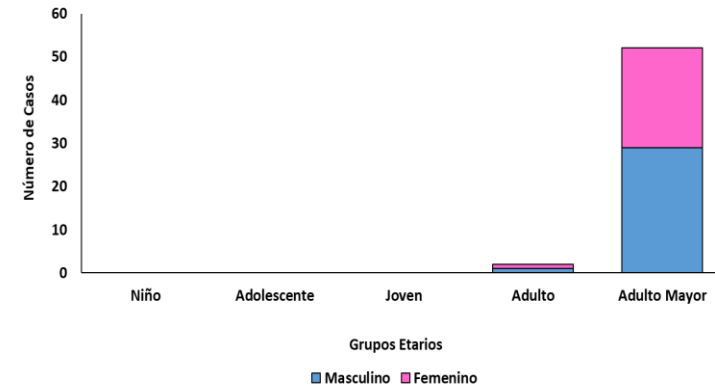 60
50
40
30
20
10
0
Número de Casos
Niño Adolescente Joven Adulto Adulto Mayor
Grupos Etarios
Masculino Femenino